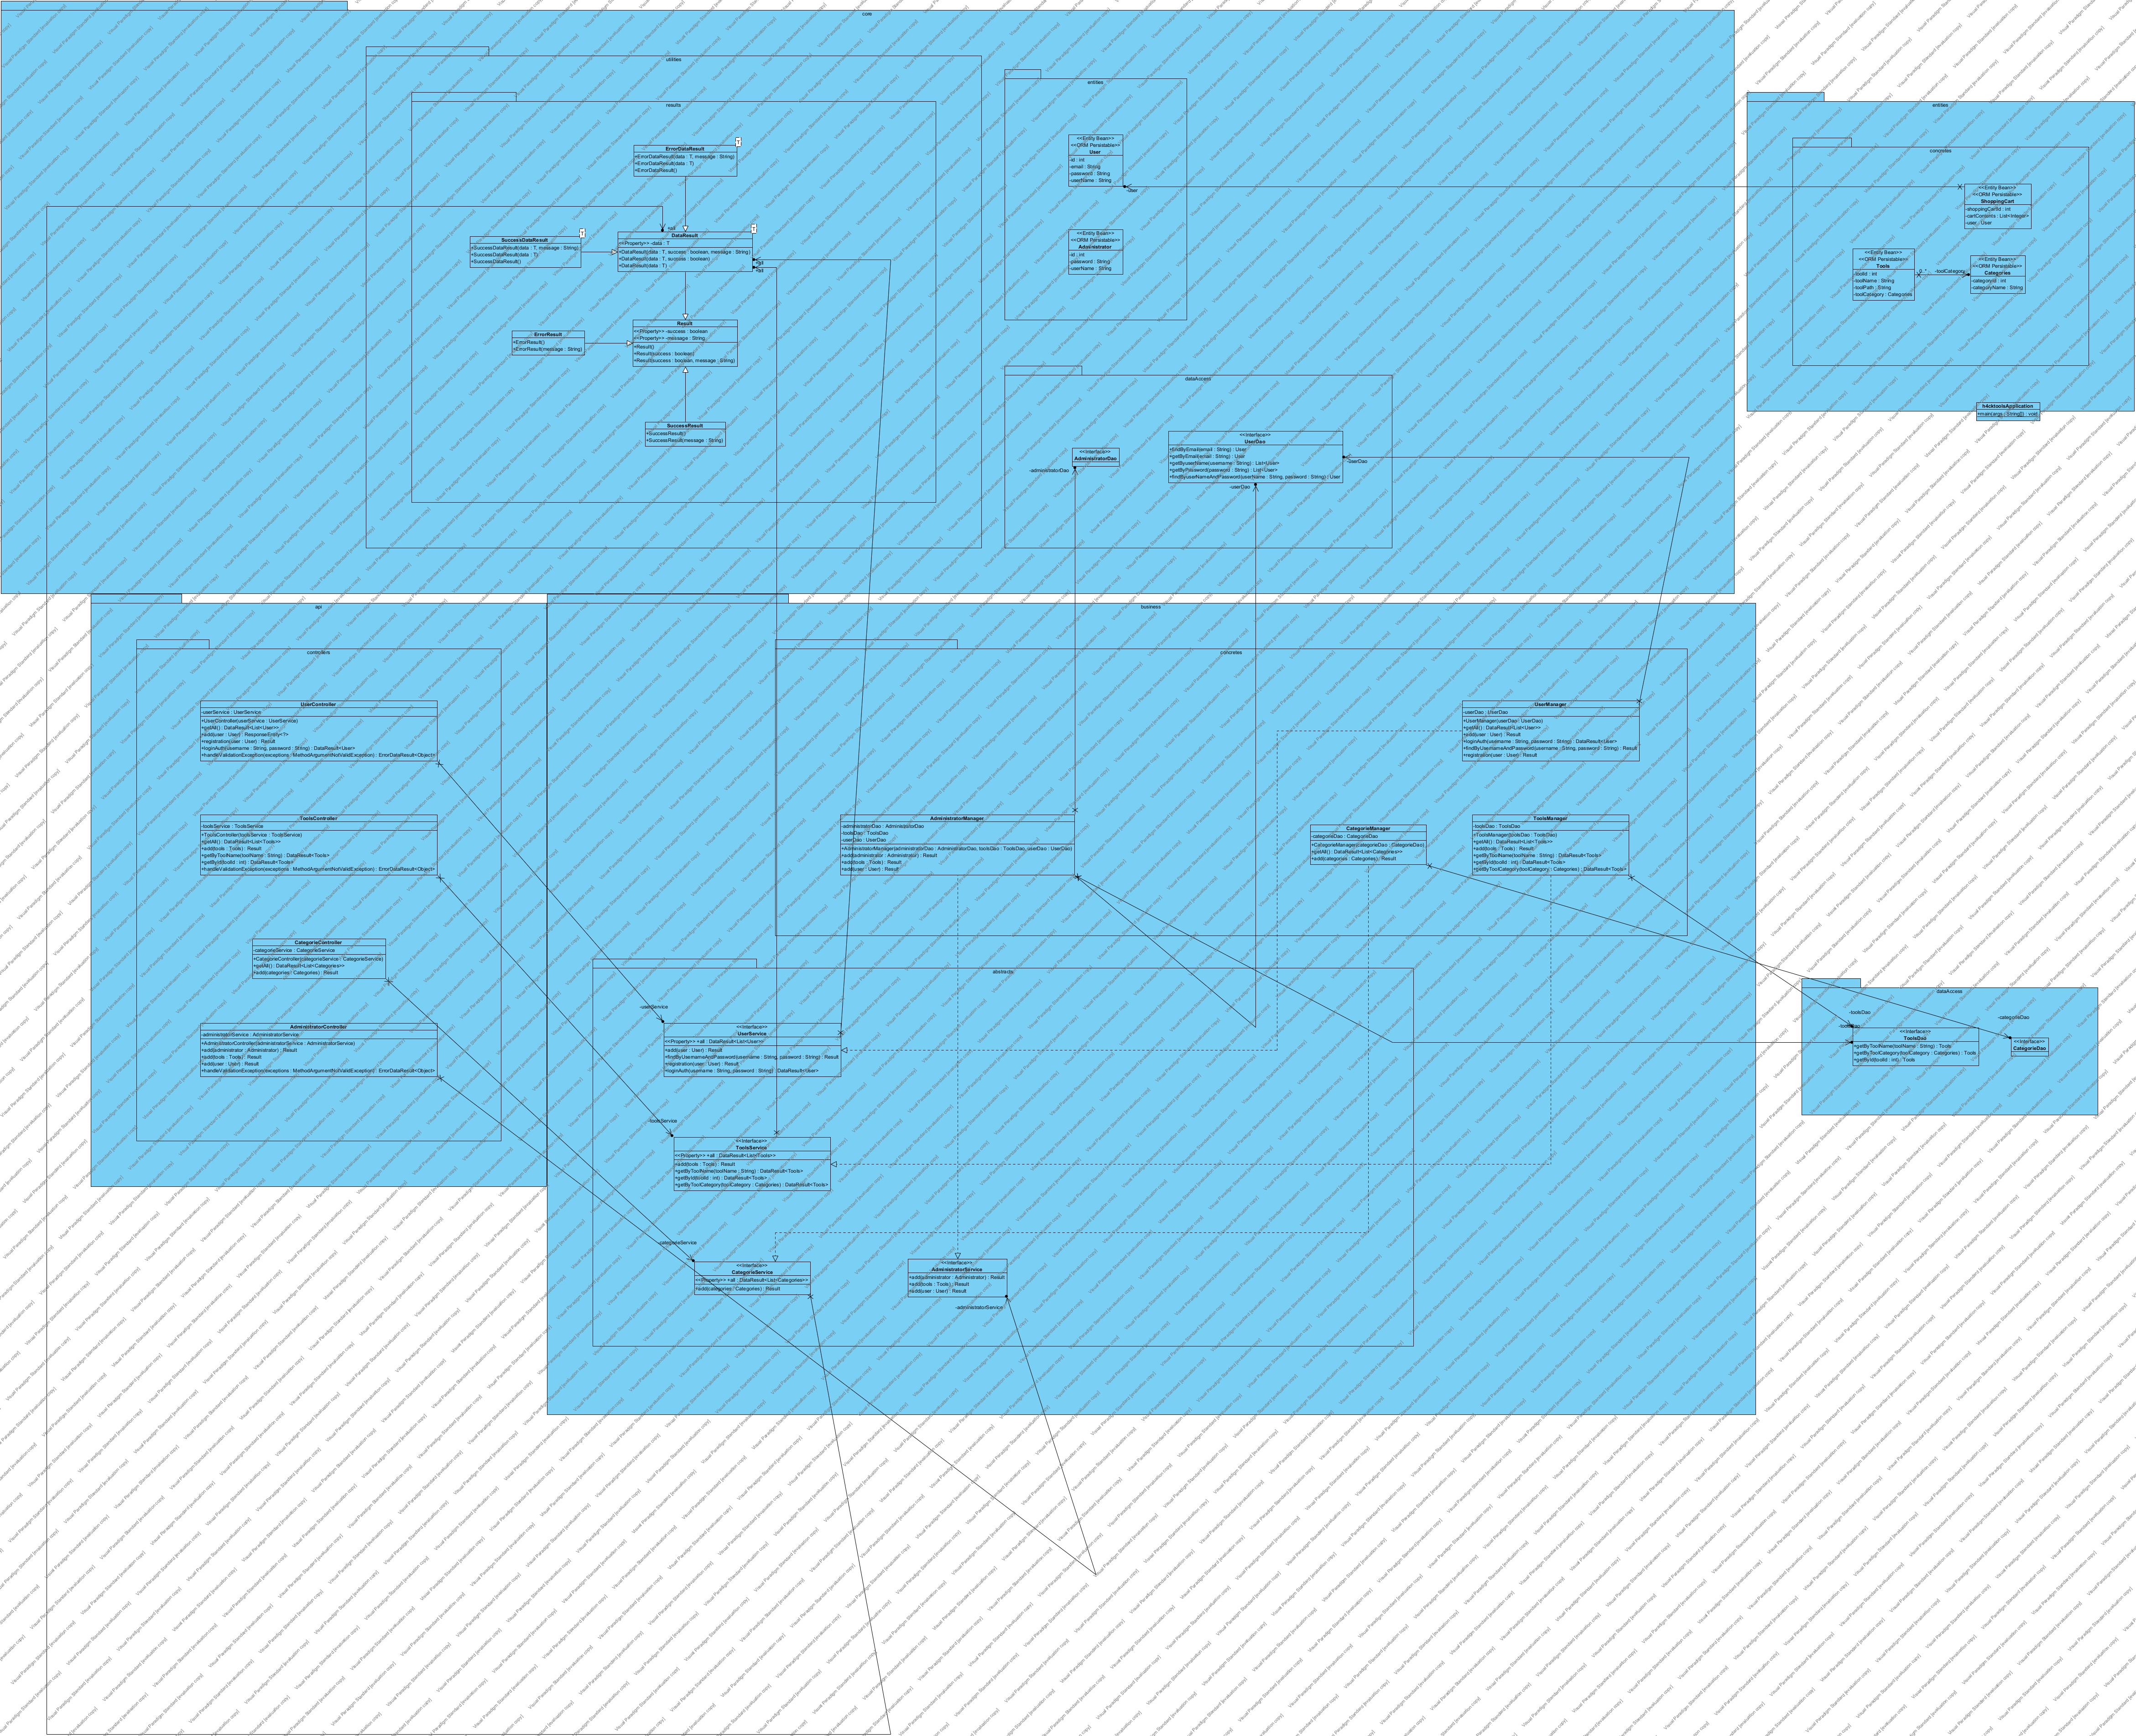 core
utilities
results
ErrorDataResult
T
+ErrorDataResult(data : T, message : String)
+ErrorDataResult(data : T)
+ErrorDataResult()
SuccessDataResult
T
+SuccessDataResult(data : T, message : String)
+SuccessDataResult(data : T)
+SuccessDataResult()
+all
DataResult
T
<<Property>> -data : T
+DataResult(data : T, success : boolean, message : String)
+DataResult(data : T, success : boolean)
+DataResult(data : T)
+all
+all
Result
<<Property>> -success : boolean
<<Property>> -message : String
+Result()
+Result(success : boolean)
+Result(success : boolean, message : String)
ErrorResult
+ErrorResult()
+ErrorResult(message : String)
SuccessResult
+SuccessResult()
+SuccessResult(message : String)
entities
<<Entity Bean>>
<<ORM Persistable>>
User
-id : int
-email : String
-password : String
-userName : String
-user
<<Entity Bean>>
<<ORM Persistable>>
Administrator
-id : int
-password : String
-userName : String
dataAccess
<<Interface>>
AdministratorDao
-administratorDao
<<Interface>>
UserDao
+findByEmail(email : String) : User
+getByEmail(email : String) : User
+getByuserName(username : String) : List<User>
+getByPassword(password : String) : List<User>
+findByuserNameAndPassword(userName : String, password : String) : User
-userDao
-userDao
entities
concretes
<<Entity Bean>>
<<ORM Persistable>>
ShoppingCart
-shoppingCartId : int
-cartContents : List<Integer>
-user : User
<<Entity Bean>>
<<ORM Persistable>>
Tools
-toolId : int
-toolName : String
-toolPath : String
-toolCategory : Categories
0..*
-toolCategory
<<Entity Bean>>
<<ORM Persistable>>
Categories
-categoryId : int
-categoryName : String
h4cktoolsApplication
+main(args : String[]) : void
api
controllers
UserController
-userService : UserService
+UserController(userService : UserService)
+getAll() : DataResult<List<User>>
+add(user : User) : ResponseEntity<?>
+registration(user : User) : Result
+loginAuth(username : String, password : String) : DataResult<User>
+handleValidationException(exceptions : MethodArgumentNotValidException) : ErrorDataResult<Object>
ToolsController
-toolsService : ToolsService
+ToolsController(toolsService : ToolsService)
+getAll() : DataResult<List<Tools>>
+add(tools : Tools) : Result
+getByToolName(toolName : String) : DataResult<Tools>
+getById(toolId : int) : DataResult<Tools>
+handleValidationException(exceptions : MethodArgumentNotValidException) : ErrorDataResult<Object>
CategorieController
-categorieService : CategorieService
+CategorieController(categorieService : CategorieService)
+getAll() : DataResult<List<Categories>>
+add(categories : Categories) : Result
AdministratorController
-administratorService : AdministratorService
+AdministratorController(administratorService : AdministratorService)
+add(administrator : Administrator) : Result
+add(tools : Tools) : Result
+add(user : User) : Result
+handleValidationException(exceptions : MethodArgumentNotValidException) : ErrorDataResult<Object>
business
concretes
UserManager
-userDao : UserDao
+UserManager(userDao : UserDao)
+getAll() : DataResult<List<User>>
+add(user : User) : Result
+loginAuth(username : String, password : String) : DataResult<User>
+findByUsernameAndPassword(username : String, password : String) : Result
+registration(user : User) : Result
AdministratorManager
-administratorDao : AdministratorDao
-toolsDao : ToolsDao
-userDao : UserDao
+AdministratorManager(administratorDao : AdministratorDao, toolsDao : ToolsDao, userDao : UserDao)
+add(administrator : Administrator) : Result
+add(tools : Tools) : Result
+add(user : User) : Result
CategorieManager
-categorieDao : CategorieDao
+CategorieManager(categorieDao : CategorieDao)
+getAll() : DataResult<List<Categories>>
+add(categories : Categories) : Result
ToolsManager
-toolsDao : ToolsDao
+ToolsManager(toolsDao : ToolsDao)
+getAll() : DataResult<List<Tools>>
+add(tools : Tools) : Result
+getByToolName(toolName : String) : DataResult<Tools>
+getById(toolId : int) : DataResult<Tools>
+getByToolCategory(toolCategory : Categories) : DataResult<Tools>
abstracts
-userService
<<Interface>>
UserService
<<Property>> +all : DataResult<List<User>>
+add(user : User) : Result
+findByUsernameAndPassword(username : String, password : String) : Result
+registration(user : User) : Result
+loginAuth(username : String, password : String) : DataResult<User>
-toolsService
<<Interface>>
ToolsService
<<Property>> +all : DataResult<List<Tools>>
+add(tools : Tools) : Result
+getByToolName(toolName : String) : DataResult<Tools>
+getById(toolId : int) : DataResult<Tools>
+getByToolCategory(toolCategory : Categories) : DataResult<Tools>
-categorieService
<<Interface>>
CategorieService
<<Property>> +all : DataResult<List<Categories>>
+add(categories : Categories) : Result
<<Interface>>
AdministratorService
+add(administrator : Administrator) : Result
+add(tools : Tools) : Result
+add(user : User) : Result
-administratorService
dataAccess
-toolsDao
-toolsDao
<<Interface>>
ToolsDao
+getByToolName(toolName : String) : Tools
+getByToolCategory(toolCategory : Categories) : Tools
+getById(toolId : int) : Tools
-categorieDao
<<Interface>>
CategorieDao
Visual Paradigm Standard [evaluation copy]